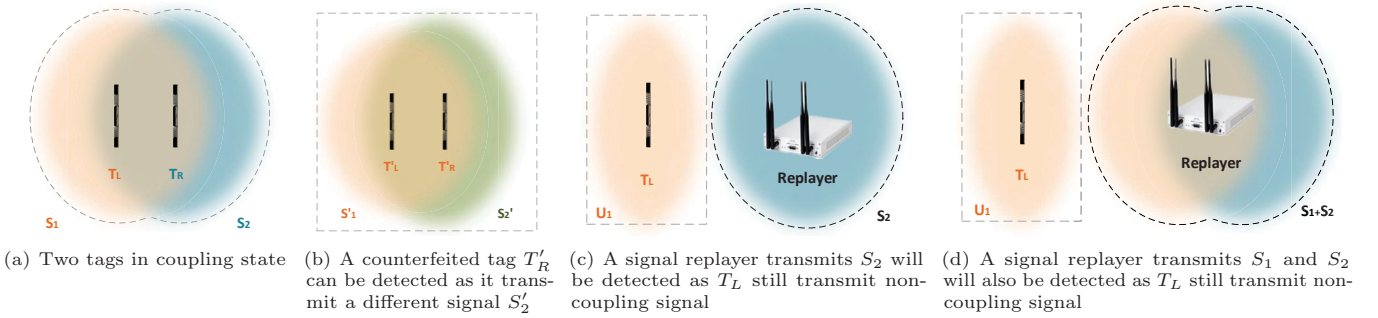 TL
TR
S1
S2
(a) Two tags in coupling state
T'L
T'R
S'1
S2'
(b) A counterfeited tag T′R
can be detected as it trans-
mit a different signal S′2
TL
Replayer
U1
S2
(c) A signal replayer transmits S2 will
be detected as TL still transmit non-
coupling signal
TL
Replayer
U1
S1+S2
(d) A signal replayer transmits S1 and S2
will also be detected as TL still transmit non-
coupling signal